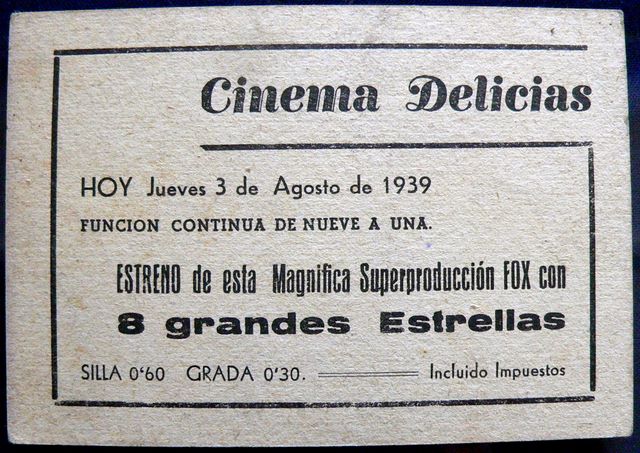 Cinema Delicias
HOY Jueves 3 de Agosto de 1939
FUNCION CONTINUA DE NUEVE A UNA.
ESTRENO de esta Magnifica Superproducción FOX con
8 grandes Estrellas
SILLA 0'60 GRADA 0'30. Incluido Impuestos